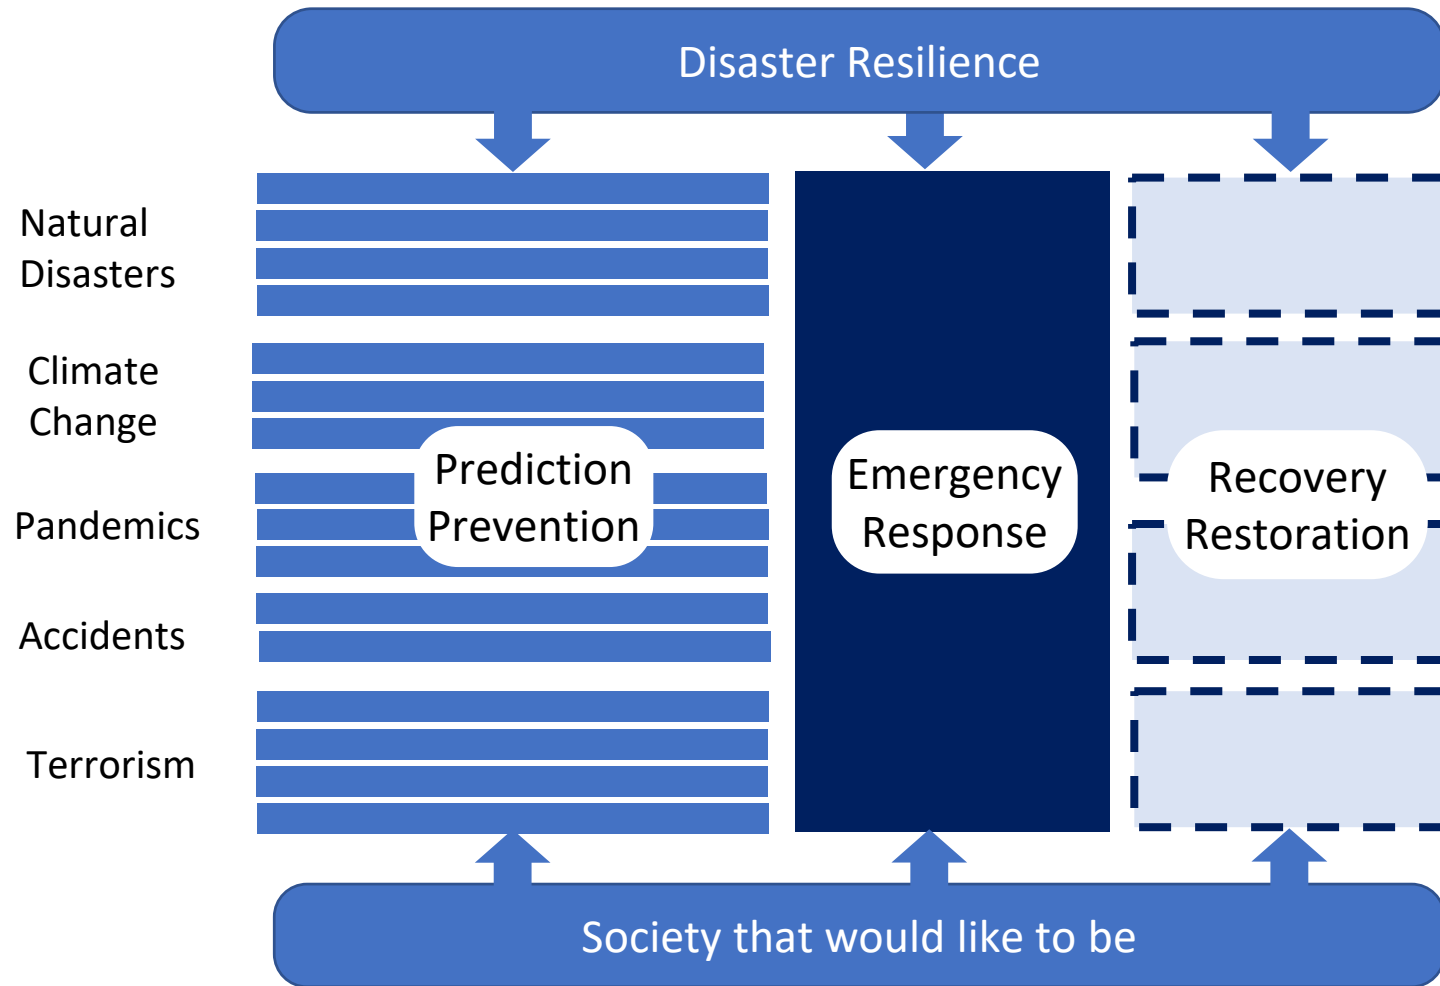 Disaster Resilience
Natural
Disasters
Climate
Change
Pandemics
Accidents
Terrorism
Prediction
Prevention
Emergency
Response
Recovery
Restoration
Society that would like to be